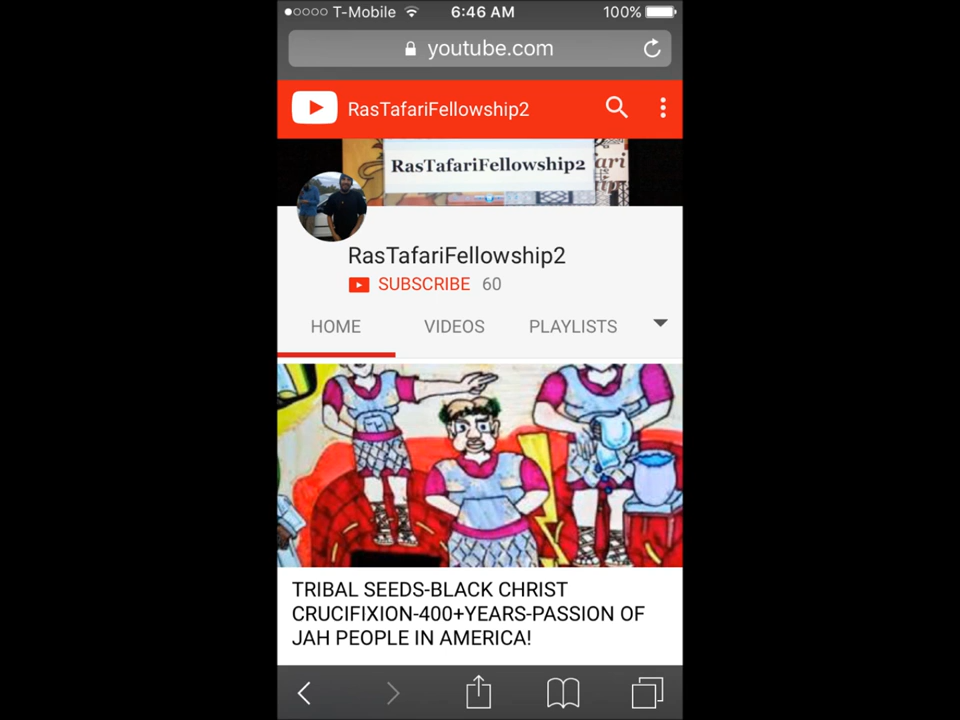 T-Mobile 6:46 AM 100%
youtube.com
RasTafariFellowship2
RasTafariFellowship2
RasTafariFellowship2
SUBSCRIBE 60
HOME VIDEOS PLAYLISTS
TRIBAL SEEDS-BLACK CHRIST
CRUCIFIXION-400+YEARS-PASSION OF
JAH PEOPLE IN AMERICA!